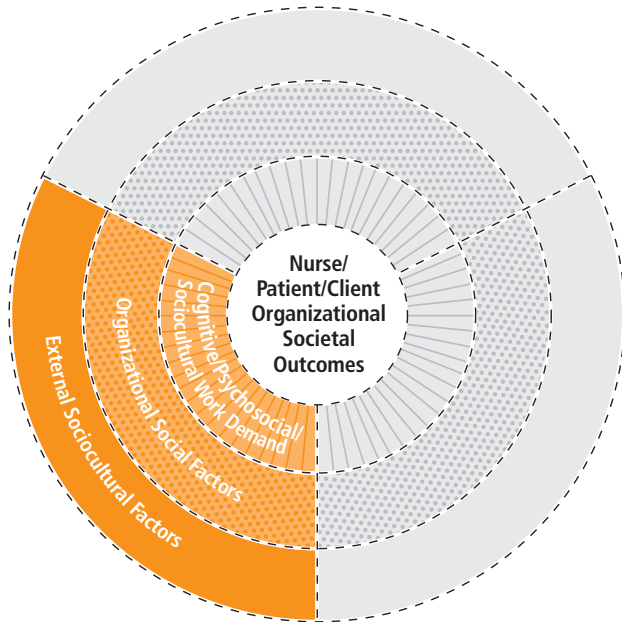 Nurse/
Patient/Client
Organizational
Societal
Outcomes
Cognitive/Psychosocial/
Sociocultural Work Demand
Organizational Social Factors
External Sociocultural Factors